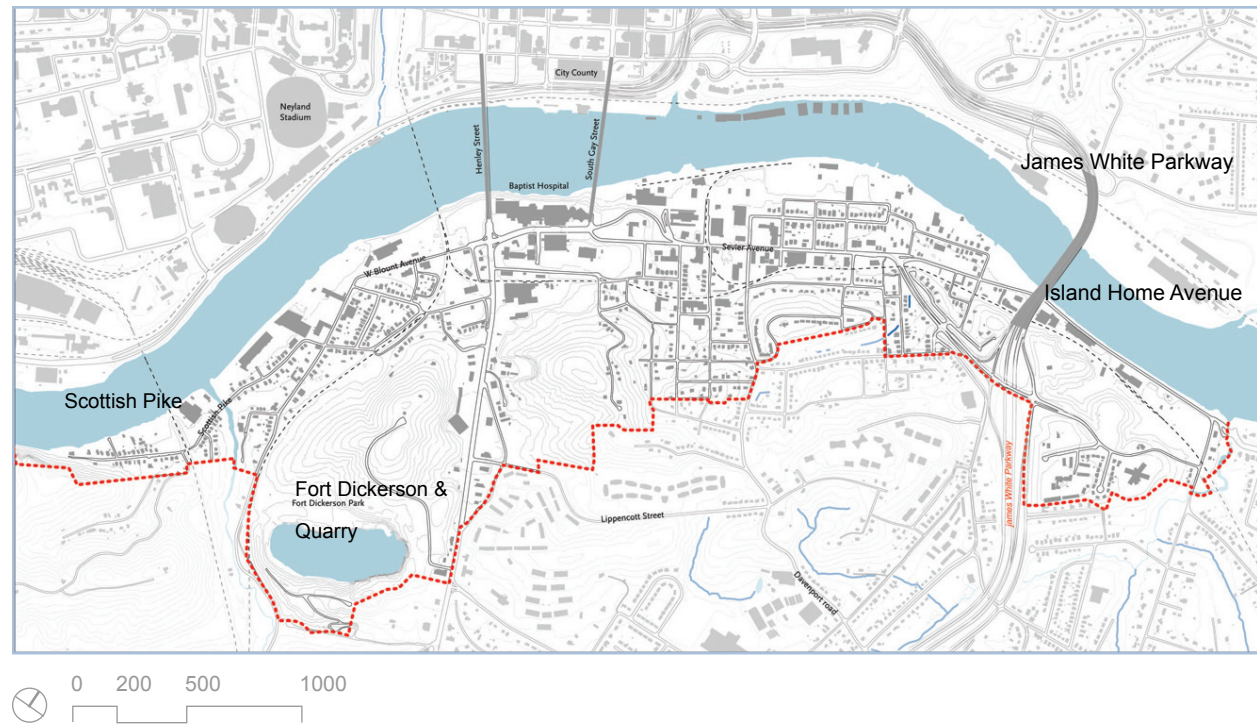 City County
Neyland
Stadium
Henley Street
South Gay Street
James White Parkway
Baptist Hospital
Sevier Avenue
W Blount Avenue
Island Home Avenue
Scottish Pike
Scottish Pike
james White Parkway
Fort Dickerson &
Fort Dickerson Park
Quarry
Lippencott Street
Davenport road
0 200 500 1000